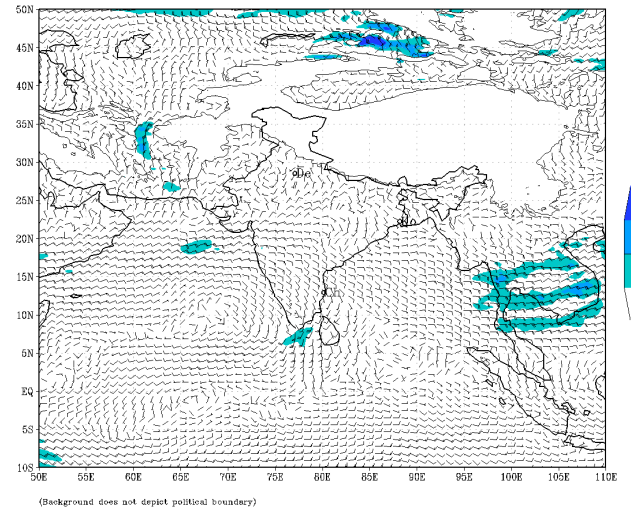 50N
45N
40N
35N
30N
25N
20N
15N
10N
5N
EQ
5S
10S
50E 55E 60E 65E 70E 75E 80E 85E 90E 95E 100E 105E 110E
(Background does not depict political boundary)